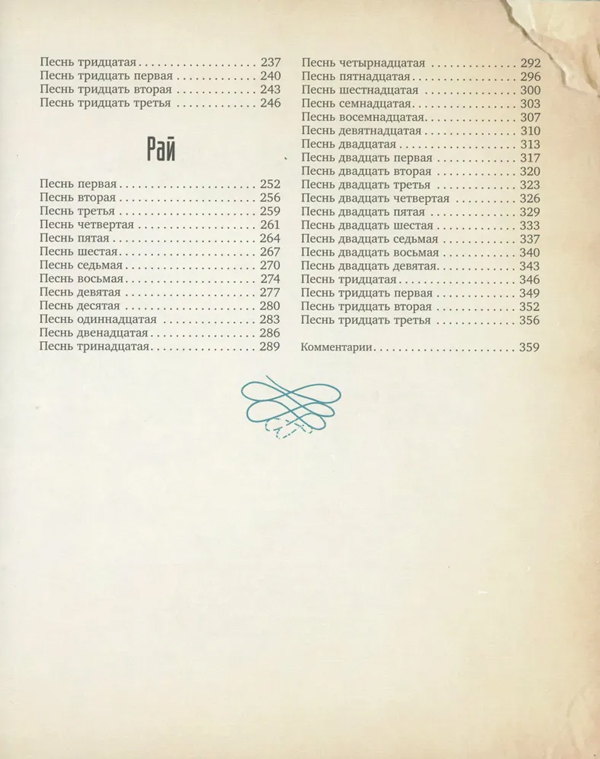 Песнь тридцатая . . . . . . . . . . . . . . . . . 237
Песнь тридцать первая . . . . . . . . . . . . 240
Песнь тридцать вторая . . . . . . . . . . . . 243
Песнь тридцать третья . . . . . . . . . . . . 246
Рай
Песнь первая . . . . . . . . . . . . . . . . . . . . 252
Песнь вторая . . . . . . . . . . . . . . . . . . . . 256
Песнь третья . . . . . . . . . . . . . . . . . . . . 259
Песнь четвертая . . . . . . . . . . . . . . . . . 261
Песнь пятая . . . . . . . . . . . . . . . . . . . . . 264
Песнь шестая . . . . . . . . . . . . . . . . . . . . 267
Песнь седьмая . . . . . . . . . . . . . . . . . . . 270
Песнь восьмая . . . . . . . . . . . . . . . . . . . 274
Песнь девятая . . . . . . . . . . . . . . . . . . . 277
Песнь десятая . . . . . . . . . . . . . . . . . . . 280
Песнь одиннадцатая . . . . . . . . . . . . . . 283
Песнь двенадцатая . . . . . . . . . . . . . . . 286
Песнь тринадцатая . . . . . . . . . . . . . . . 289
Песнь четырнадцатая . . . . . . . . . . . . . 292
Песнь пятнадцатая . . . . . . . . . . . . . . . 296
Песнь шестнадцатая . . . . . . . . . . . . . . 300
Песнь семнадцатая . . . . . . . . . . . . . . . 303
Песнь восемнадцатая . . . . . . . . . . . . . 307
Песнь девятнадцатая . . . . . . . . . . . . . 310
Песнь двадцатая . . . . . . . . . . . . . . . . . 313
Песнь двадцать первая . . . . . . . . . . . . 317
Песнь двадцать вторая . . . . . . . . . . . . 320
Песнь двадцать третья . . . . . . . . . . . . 323
Песнь двадцать четвертая . . . . . . . . . 326
Песнь двадцать пятая . . . . . . . . . . . . . 329
Песнь двадцать шестая . . . . . . . . . . . . 333
Песнь двадцать седьмая . . . . . . . . . . . 337
Песнь двадцать восьмая . . . . . . . . . . . 340
Песнь двадцать девятая . . . . . . . . . . . 343
Песнь тридцатая . . . . . . . . . . . . . . . . . 346
Песнь тридцать первая . . . . . . . . . . . . 349
Песнь тридцать вторая . . . . . . . . . . . . 352
Песнь тридцать третья . . . . . . . . . . . . 356
Комментарии . . . . . . . . . . . . . . . . . . . . 359